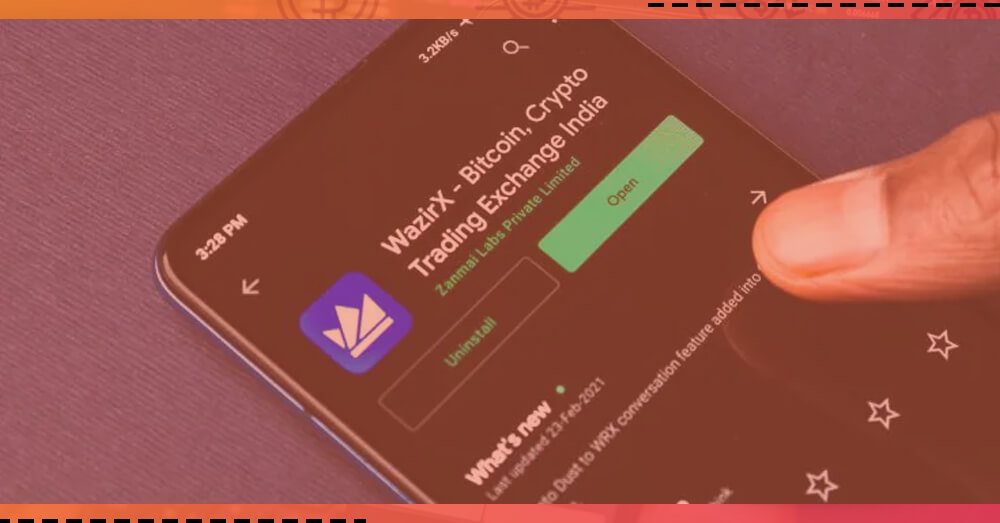 3.2KB/s
3:28 PM
WazirX - Bitcoin, Crypto
Trading Exchange India
Zanmai Labs Private Limited
Uninstall
Open
What's new
Last updated 23-Feb-2021
to Dust to WRX conversation feature added into